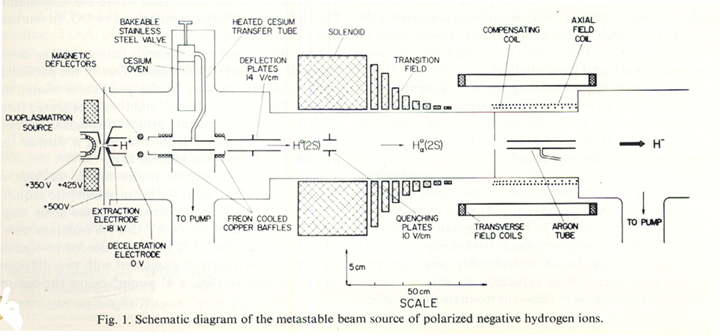 BAKEABLE
STAINLESS
STEEL VALVE
HEATED CESIUM
TRANSFER TUBE
SOLENOID
COMPENSATING
COIL
AXIAL
FIELD
COIL
MAGNETIC
DEFLECTORS
CESIUM
OVEN
DEFLECTION
PLATES
14 V/cm
TRANSITION
FIELD
DUOPLASMATRON
SOURCE
H⁺
H°(2S)
H°ₐ(2S)
H⁻
+350 V
+425V
+500V
EXTRACTION
ELECTRODE
-18 kV
DECELERATION
ELECTRODE
0 V
TO PUMP
FREON COOLED
COPPER BAFFLES
QUENCHING
PLATES
10 V/cm
TRANSVERSE
FIELD COILS
ARGON
TUBE
TO PUMP
5cm
50cm
SCALE
Fig. 1. Schematic diagram of the metastable beam source of polarized negative hydrogen ions.